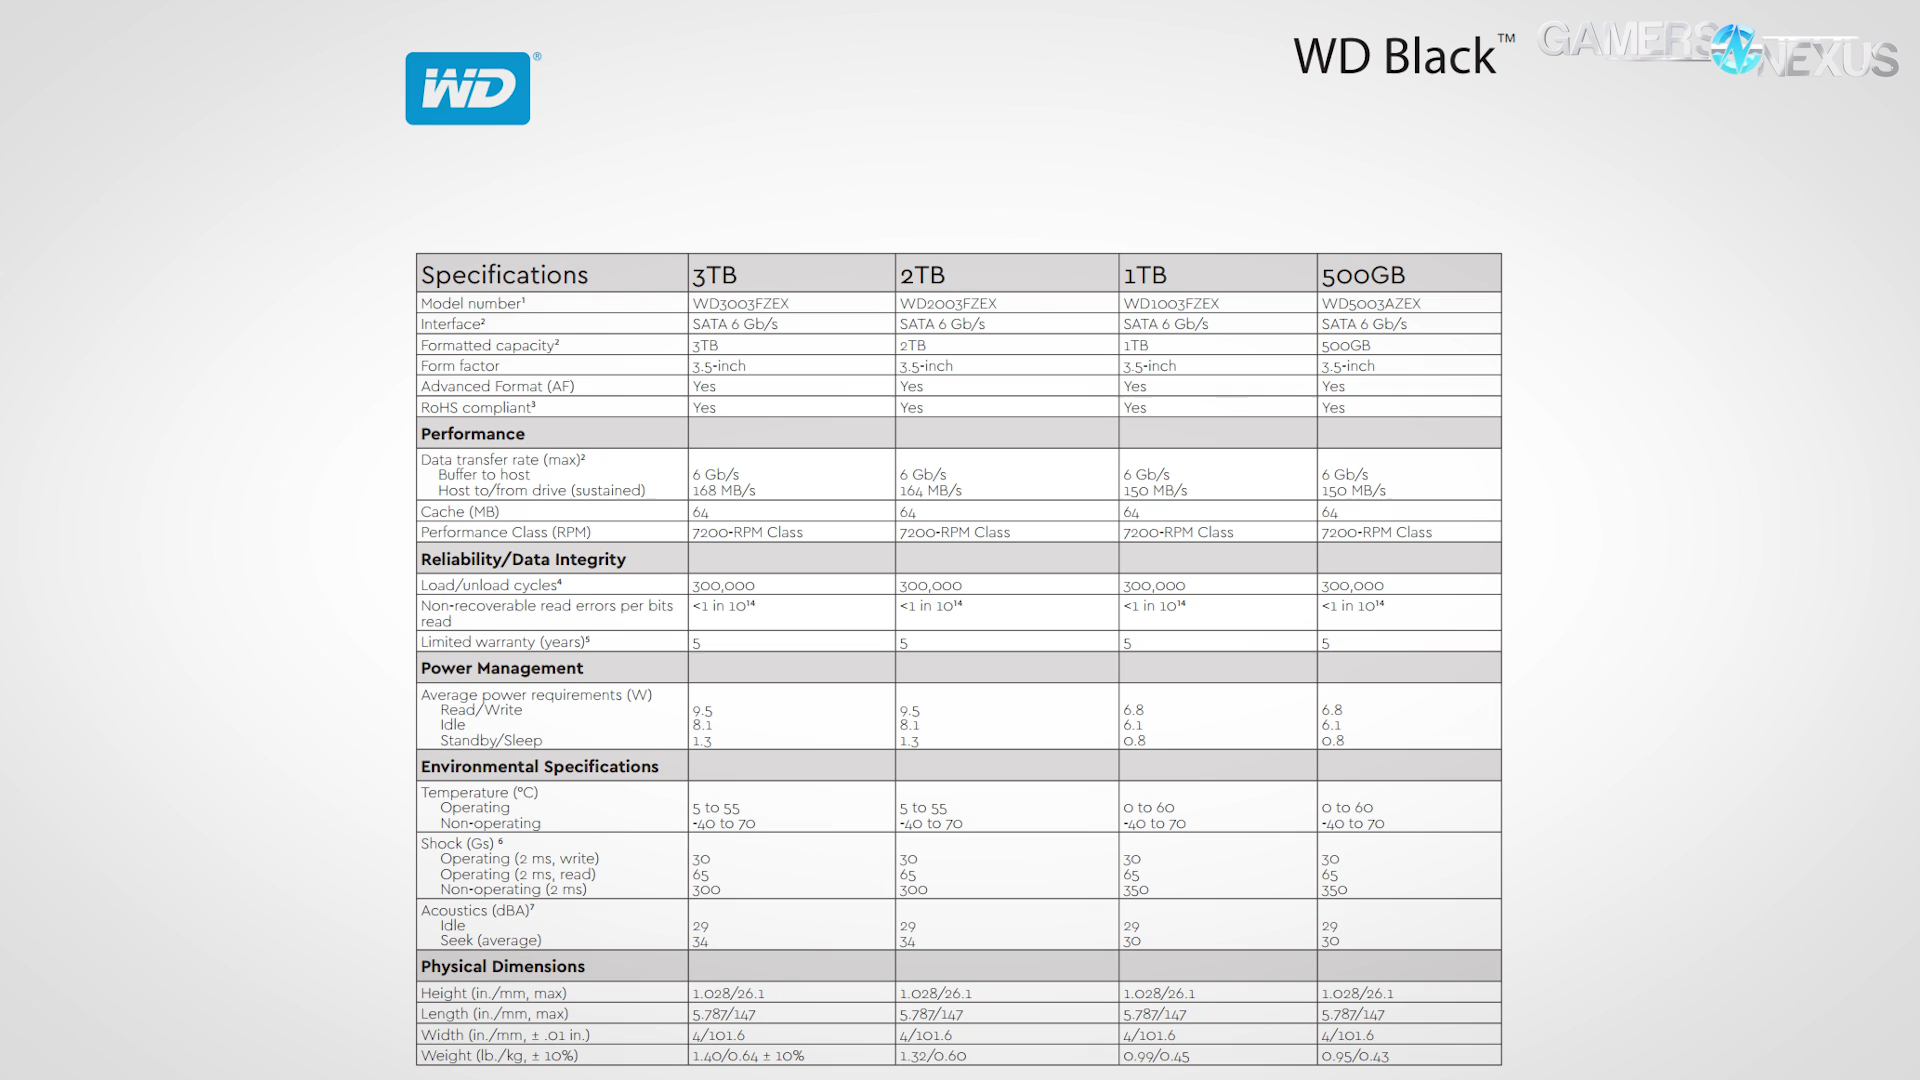 WD®
WD Black™
GAMERS NEXUS
Specifications 3TB 2TB 1TB 500GB
Model number¹ WD3003FZEX WD2003FZEX WD1003FZEX WD5003AZEX
Interface² SATA 6 Gb/s SATA 6 Gb/s SATA 6 Gb/s SATA 6 Gb/s
Formatted capacity² 3TB 2TB 1TB 500GB
Form factor 3.5-inch 3.5-inch 3.5-inch 3.5-inch
Advanced Format (AF) Yes Yes Yes Yes
RoHS compliant³ Yes Yes Yes Yes
Performance
Data transfer rate (max)²
Buffer to host 6 Gb/s 6 Gb/s 6 Gb/s 6 Gb/s
Host to/from drive (sustained) 168 MB/s 164 MB/s 150 MB/s 150 MB/s
Cache (MB) 64 64 64 64
Performance Class (RPM) 7200-RPM Class 7200-RPM Class 7200-RPM Class 7200-RPM Class
Reliability/Data Integrity
Load/unload cycles⁴ 300,000 300,000 300,000 300,000
Non-recoverable read errors per bits <1 in 10¹⁴ <1 in 10¹⁴ <1 in 10¹⁴ <1 in 10¹⁴
read
Limited warranty (years)⁵ 5 5 5 5
Power Management
Average power requirements (W)
Read/Write 9.5 9.5 6.8 6.8
Idle 8.1 8.1 6.1 6.1
Standby/Sleep 1.3 1.3 0.8 0.8
Environmental Specifications
Temperature (°C)
Operating 5 to 55 5 to 55 0 to 60 0 to 60
Non-operating -40 to 70 -40 to 70 -40 to 70 -40 to 70
Shock (Gs) ⁶
Operating (2 ms, write) 30 30 30 30
Operating (2 ms, read) 65 65 65 65
Non-operating (2 ms) 300 300 350 350
Acoustics (dBA)⁷
Idle 29 29 29 29
Seek (average) 34 34 30 30
Physical Dimensions
Height (in./mm, max) 1.028/26.1 1.028/26.1 1.028/26.1 1.028/26.1
Length (in./mm, max) 5.787/147 5.787/147 5.787/147 5.787/147
Width (in./mm, ± .01 in.) 4/101.6 4/101.6 4/101.6 4/101.6
Weight (lb./kg, ± 10%) 1.40/0.64 ± 10% 1.32/0.60 0.99/0.45 0.95/0.43